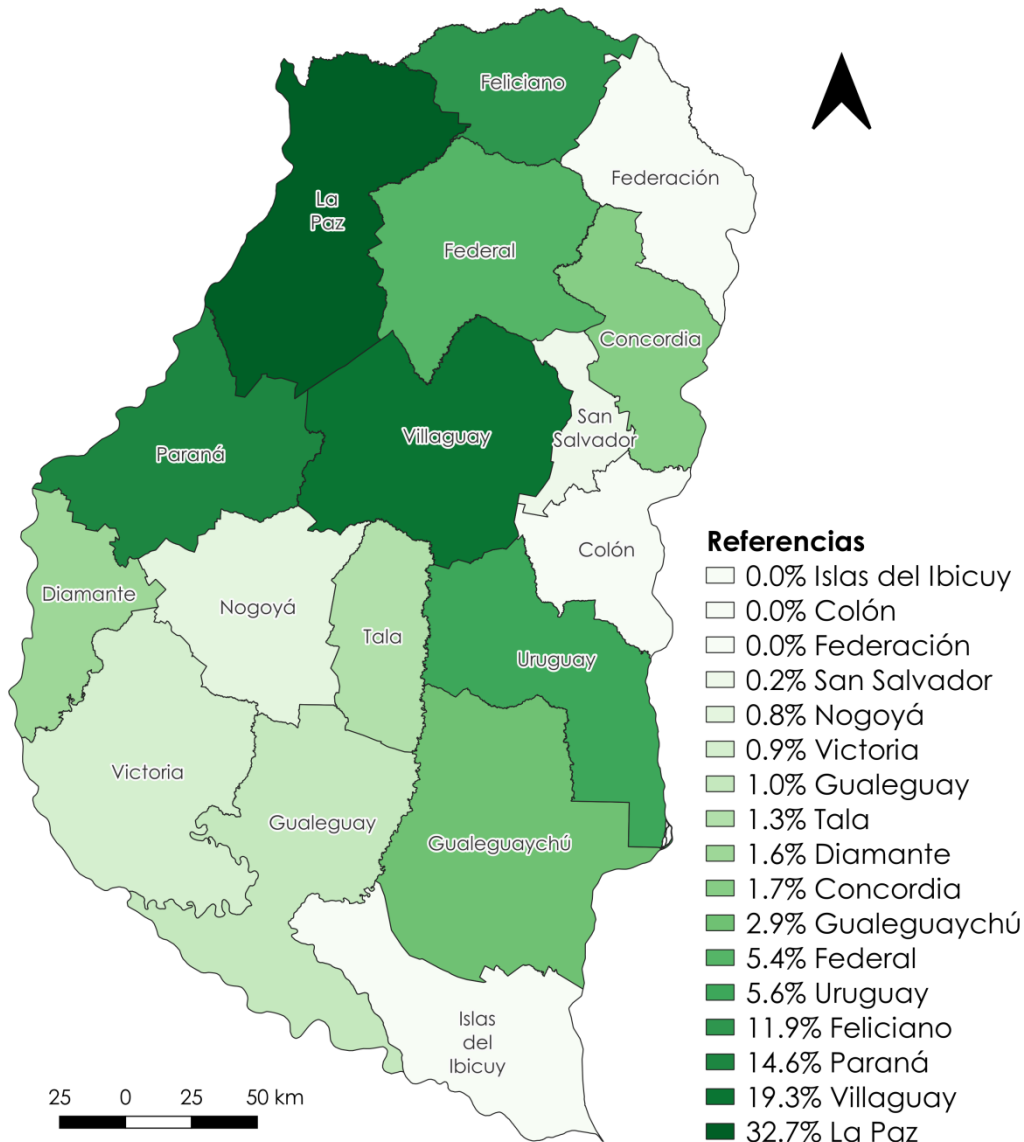 Feliciano
Federación
La
Paz
Federal
Concordia
San
Salvador
Villaguay
Paraná
Colón
Diamante
Nogoyá
Tala
Uruguay
Victoria
Gualeguay
Gualeguaychú
Islas
del
Ibicuy
Referencias
0.0% Islas del Ibicuy
0.0% Colón
0.0% Federación
0.2% San Salvador
0.8% Nogoyá
0.9% Victoria
1.0% Gualeguay
1.3% Tala
1.6% Diamante
1.7% Concordia
2.9% Gualeguaychú
5.4% Federal
5.6% Uruguay
11.9% Feliciano
14.6% Paraná
19.3% Villaguay
32.7% La Paz
25 0 25 50 km